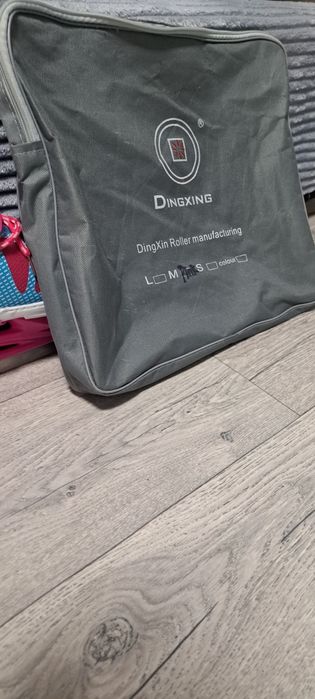 ®
DINGXING
DingXin Roller manufacturing
L M S colour